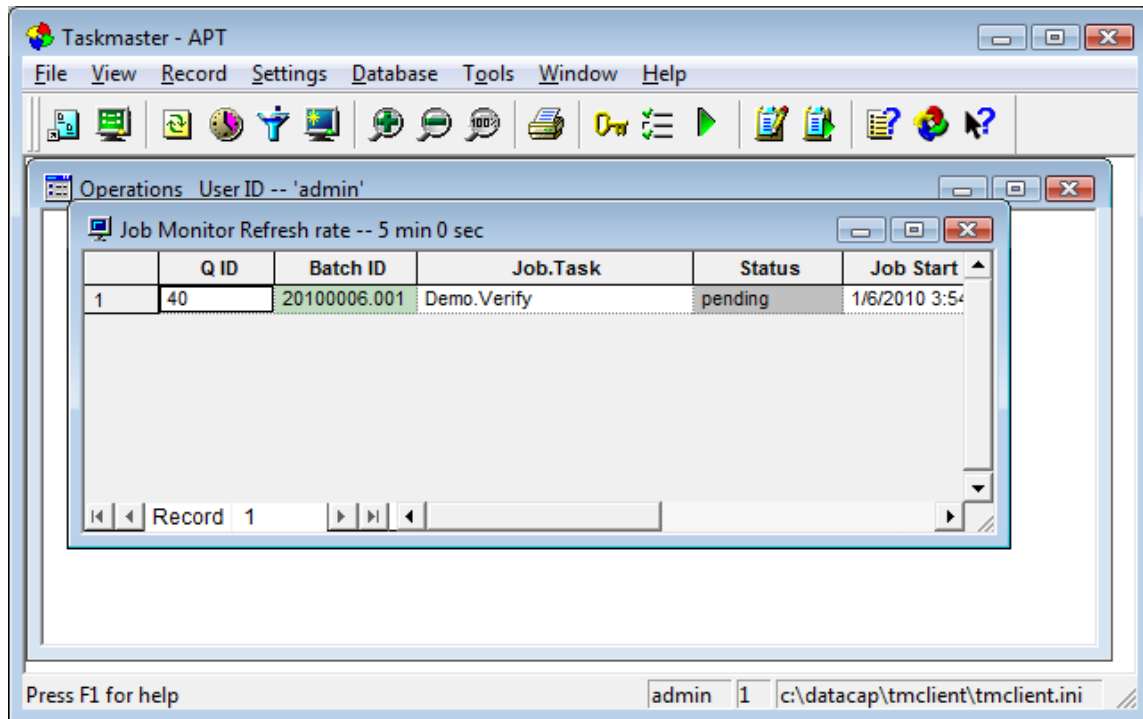 Taskmaster - APT
File View Record Settings Database Tools Window Help
Operations User ID -- 'admin'
Job Monitor Refresh rate -- 5 min 0 sec
Q ID Batch ID Job.Task Status Job Start
1 40 20100006.001 Demo.Verify pending 1/6/2010 3:54
Record 1
Press F1 for help admin 1 c:\datacap\tmclient\tmclient.ini